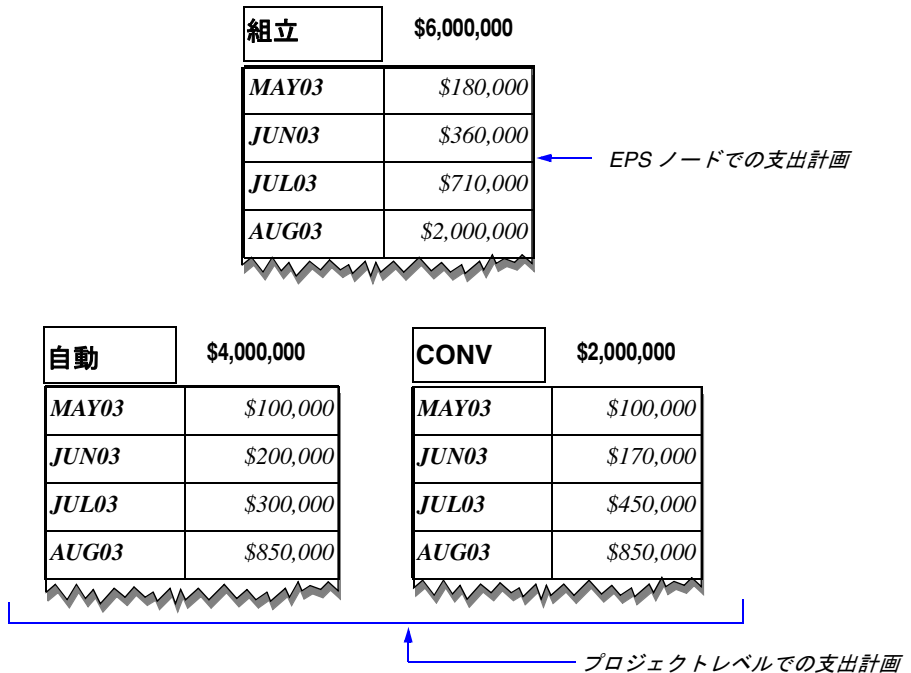 組立 $6,000,000
MAY03 $180,000
JUN03 $360,000
EPS ノードでの支出計画
JUL03 $710,000
AUG03 $2,000,000
自動 $4,000,000
MAY03 $100,000
JUN03 $200,000
JUL03 $300,000
AUG03 $850,000
CONV $2,000,000
MAY03 $100,000
JUN03 $170,000
JUL03 $450,000
AUG03 $850,000
プロジェクトレベルでの支出計画